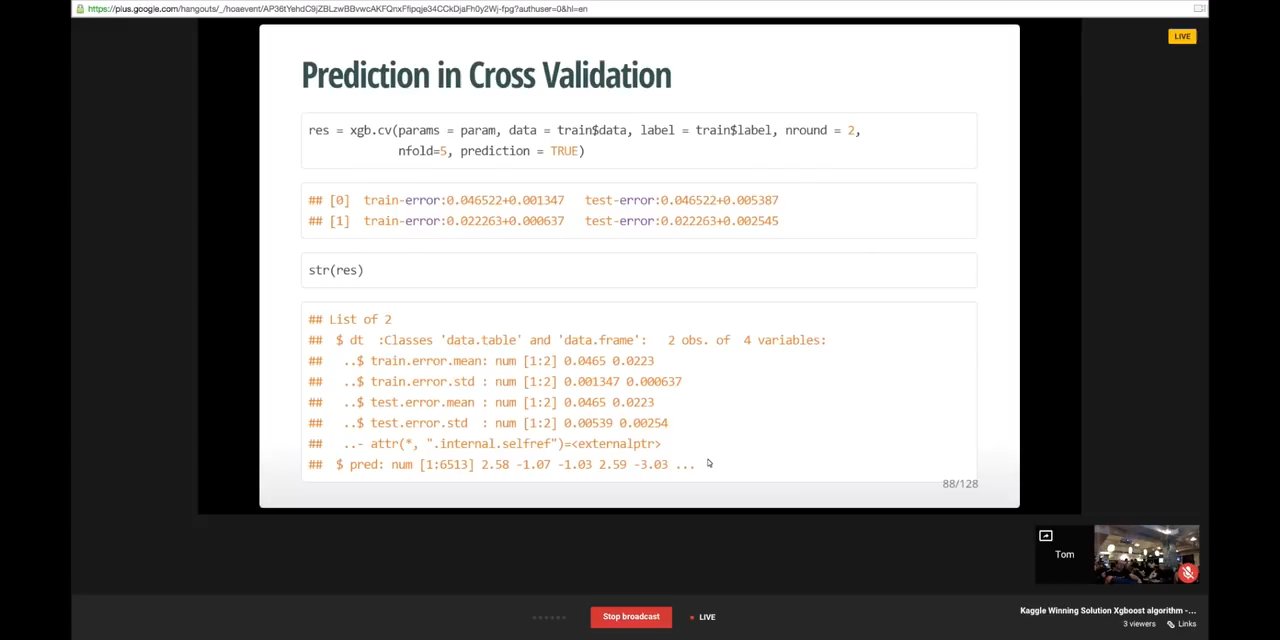 https://plus.google.com/hangouts/_/hoaevent/AP36tYehdC9jZBLzwBBvwcAKFQnxFfipqje34CCkDjaFh0y2Wj-fpg?authuser=0&hl=en
LIVE
Prediction in Cross Validation
res = xgb.cv(params = param, data = train$data, label = train$label, nround = 2,
nfold=5, prediction = TRUE)
## [0] train-error:0.046522+0.001347 test-error:0.046522+0.005387
## [1] train-error:0.022263+0.000637 test-error:0.022263+0.002545
str(res)
## List of 2
## $ dt :Classes 'data.table' and 'data.frame': 2 obs. of 4 variables:
## ..$ train.error.mean: num [1:2] 0.0465 0.0223
## ..$ train.error.std : num [1:2] 0.001347 0.000637
## ..$ test.error.mean : num [1:2] 0.0465 0.0223
## ..$ test.error.std : num [1:2] 0.00539 0.00254
## ..- attr(*, ".internal.selfref")=<externalptr>
## $ pred: num [1:6513] 2.58 -1.07 -1.03 2.59 -3.03 ...
88/128
Tom
Stop broadcast
LIVE
Kaggle Winning Solution Xgboost algorithm -...
3 viewers Links